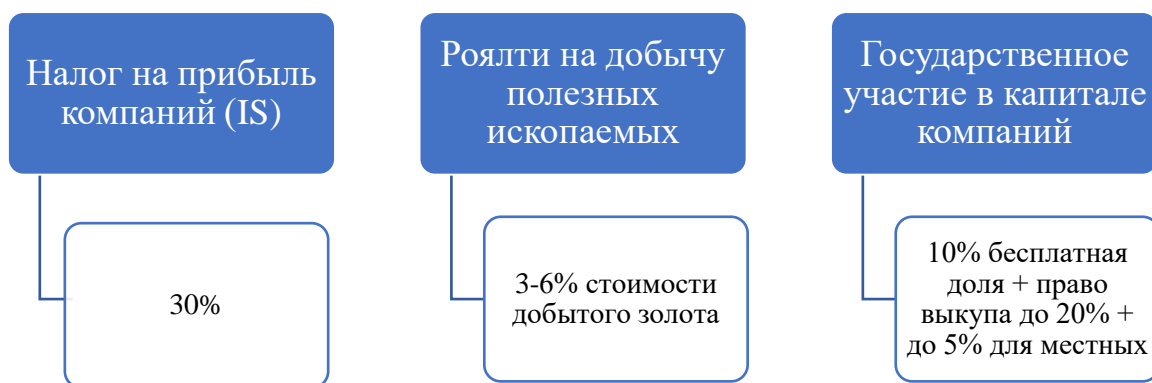 Налог на прибыль
компаний (IS)
30%
Роялти на добычу
полезных
ископаемых
3-6% стоимости
добытого золота
Государственное
участие в капитале
компаний
10% бесплатная
доля + право
выкупа до 20% +
до 5% для местных